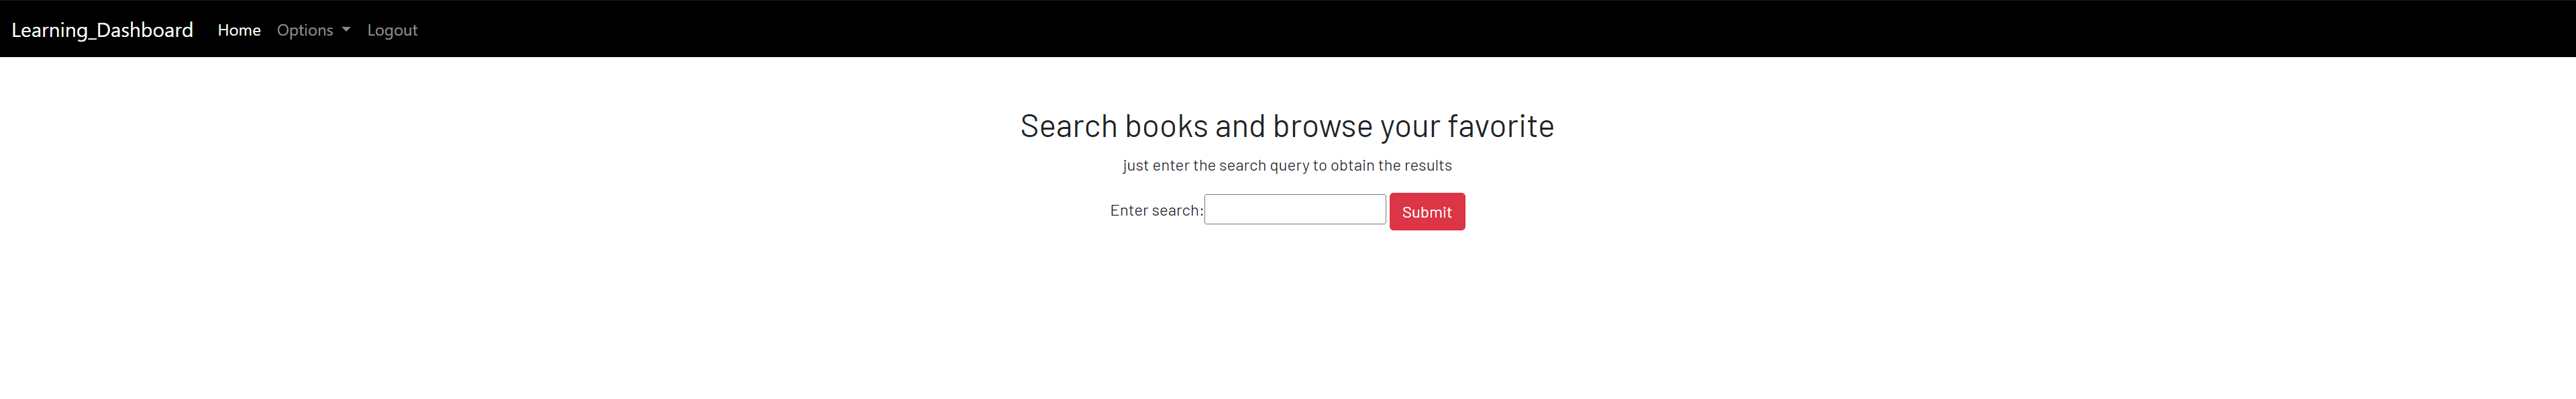 Learning_Dashboard Home Options Logout
Search books and browse your favorite
just enter the search query to obtain the results
Enter search: Submit